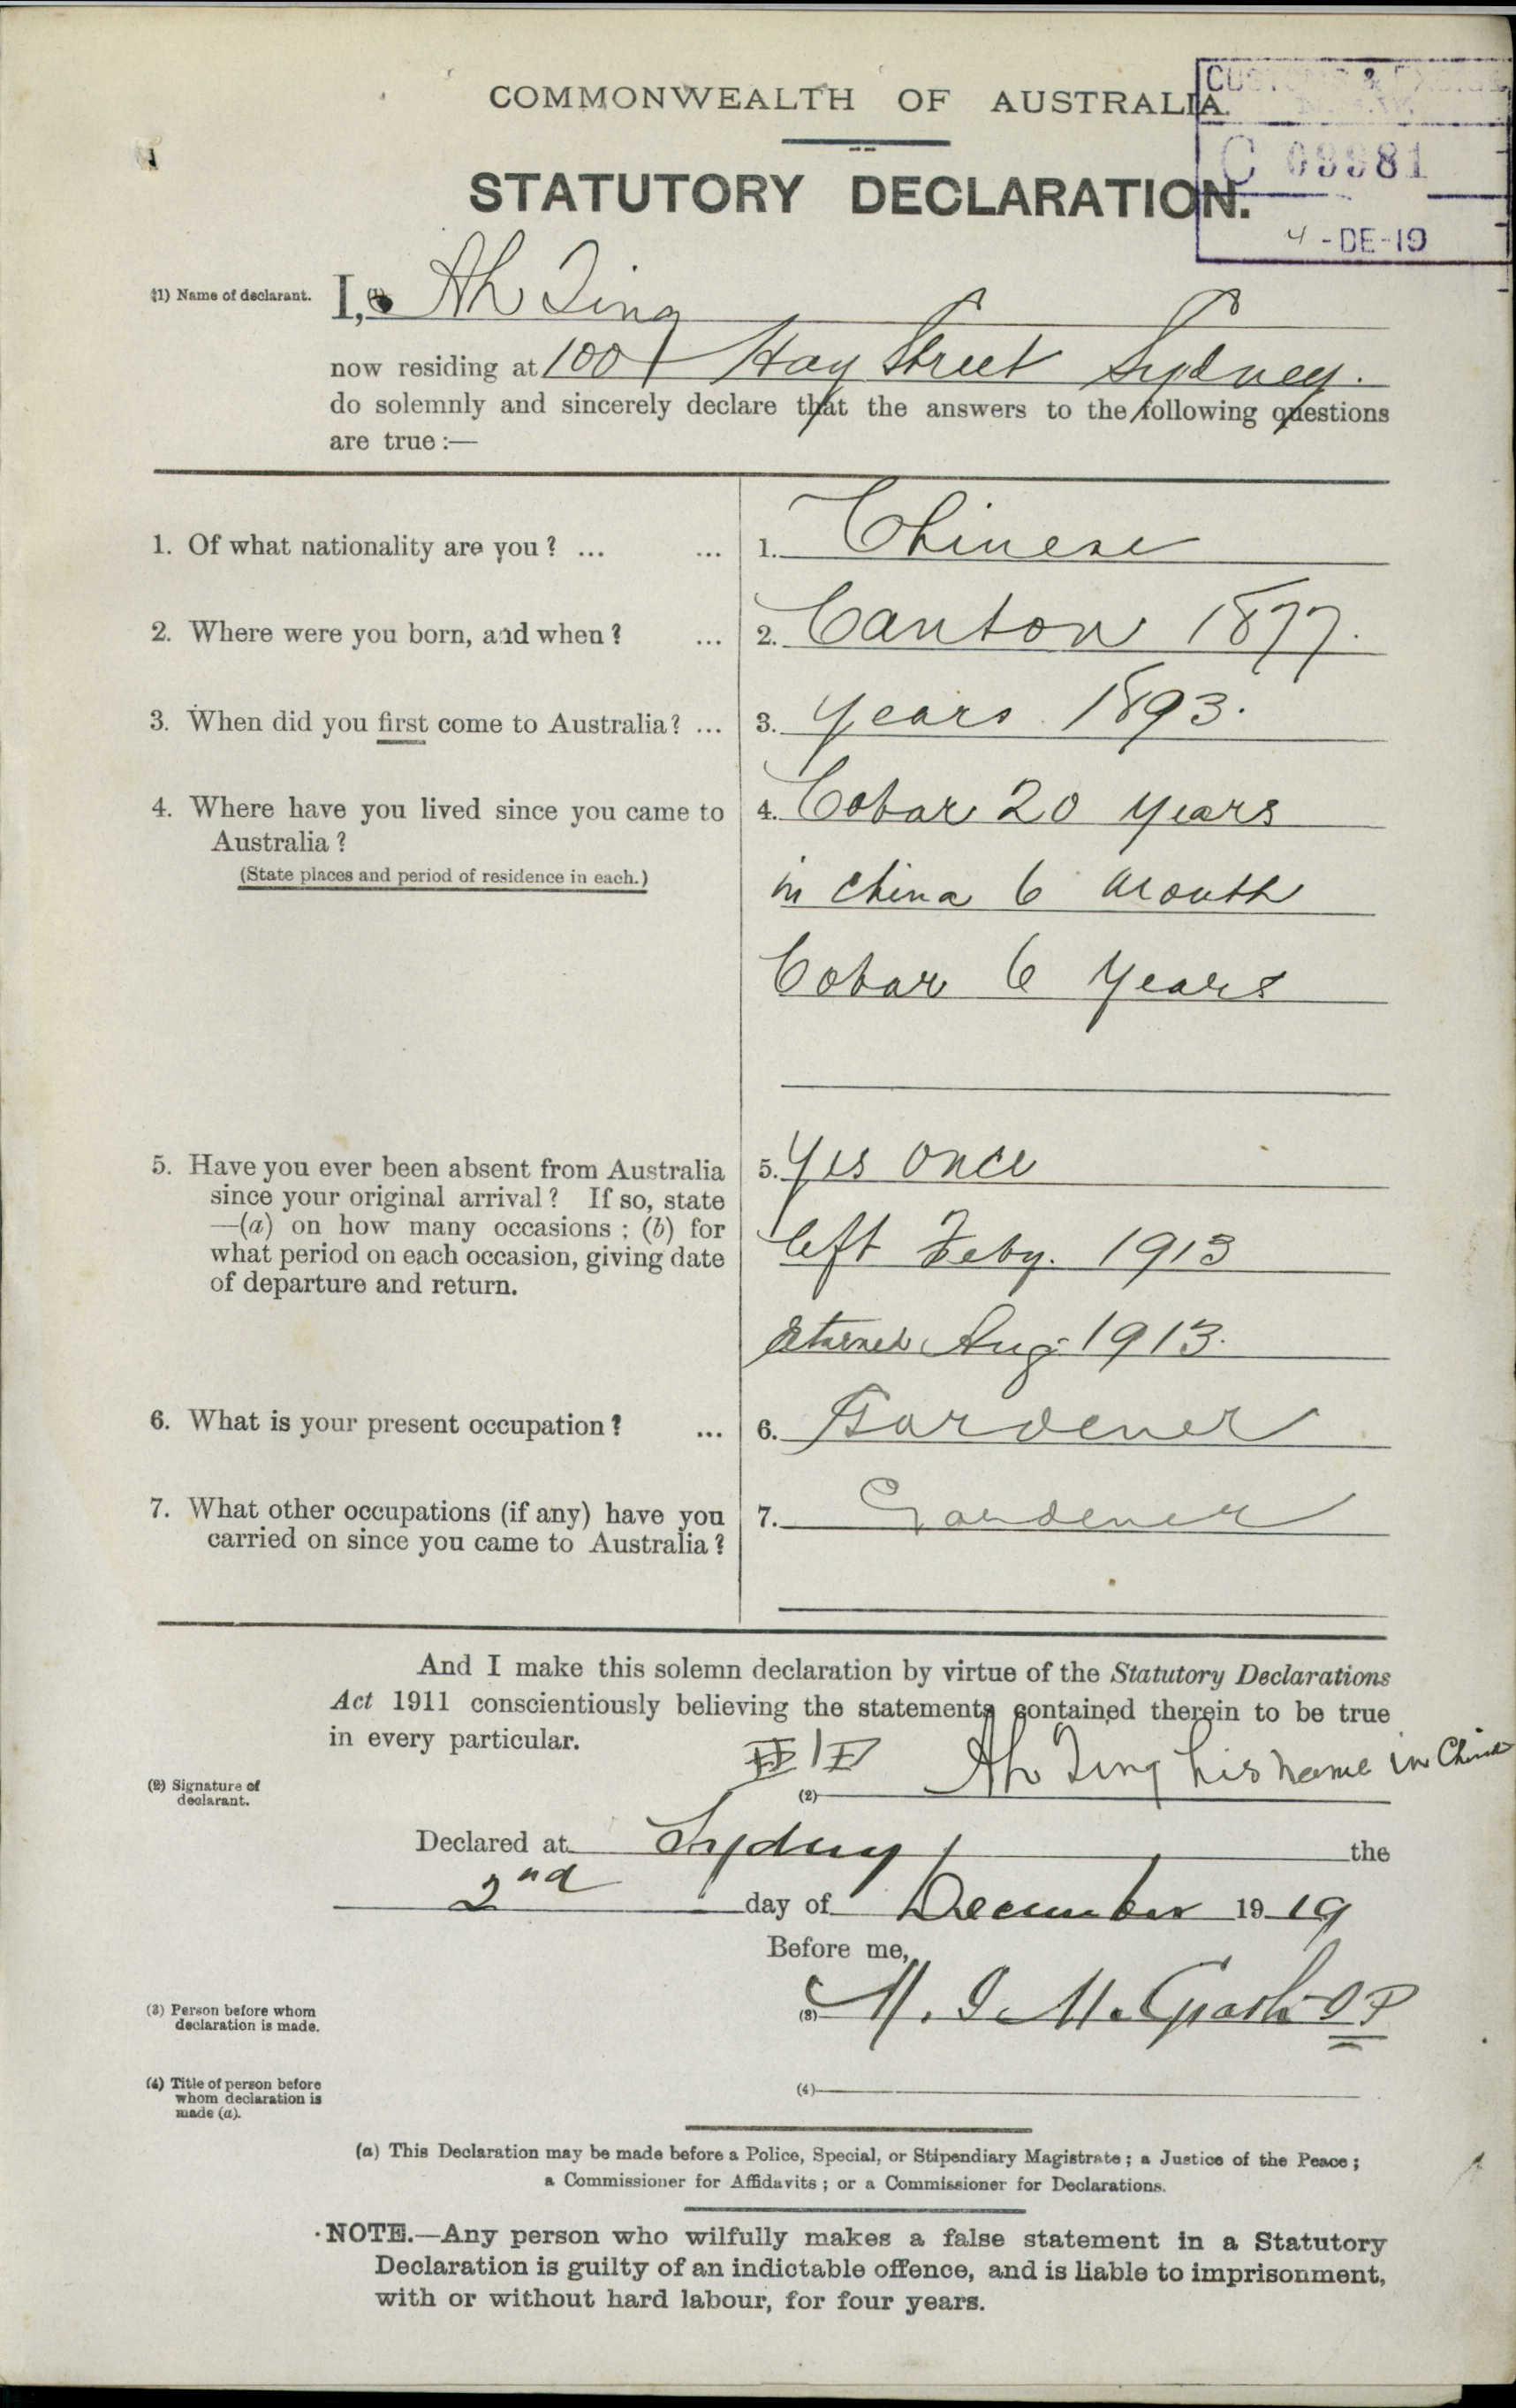 COMMONWEALTH OF AUSTRALIA.
C 09981
STATUTORY DECLARATION.
4 - DE - 19
(1) Name of declarant. I, (1) Ah Ting
now residing at 100 Hay Street Sydney.
do solemnly and sincerely declare that the answers to the following questions
are true :—
1. Of what nationality are you ? ... ... 1. Chinese
2. Where were you born, and when ? ... 2. Canton 1877.
3. When did you first come to Australia ? ... 3. years 1893.
4. Where have you lived since you came to 4. Cobar 20 years
Australia ?
(State places and period of residence in each.) in China 6 month
Cobar 6 years
5. Have you ever been absent from Australia 5. Yes once
since your original arrival ? If so, state
—(a) on how many occasions ; (b) for left Feby. 1913
what period on each occasion, giving date
of departure and return.
Aug. 1913.
6. What is your present occupation ? ... 6. Gardener
7. What other occupations (if any) have you 7. Gardener
carried on since you came to Australia ?
And I make this solemn declaration by virtue of the Statutory Declarations
Act 1911 conscientiously believing the statements contained therein to be true
in every particular.
(2) Signature of declarant. (2) Ah Ting his name in
Declared at Sydney the
2nd day of December 1919
Before me,
(3) Person before whom declaration is made. (3)
(4) Title of person before whom declaration is made (a). (4)
(a) This Declaration may be made before a Police, Special, or Stipendiary Magistrate ; a Justice of the Peace ;
a Commissioner for Affidavits ; or a Commissioner for Declarations.
NOTE.—Any person who wilfully makes a false statement in a Statutory
Declaration is guilty of an indictable offence, and is liable to imprisonment,
with or without hard labour, for four years.